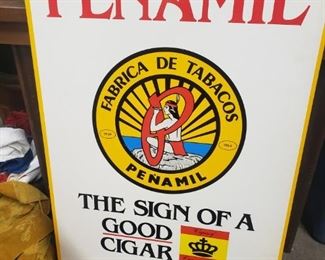 PEÑAMIL
FABRICA DE TABACOS
PEÑAMIL
THE SIGN OF A
GOOD
CIGAR